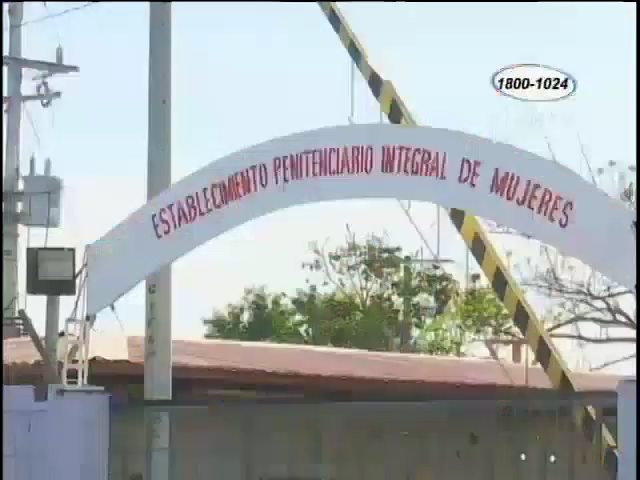 1800-1024
ESTABLECIMIENTO PENITENCIARIO INTEGRAL DE MUJERES